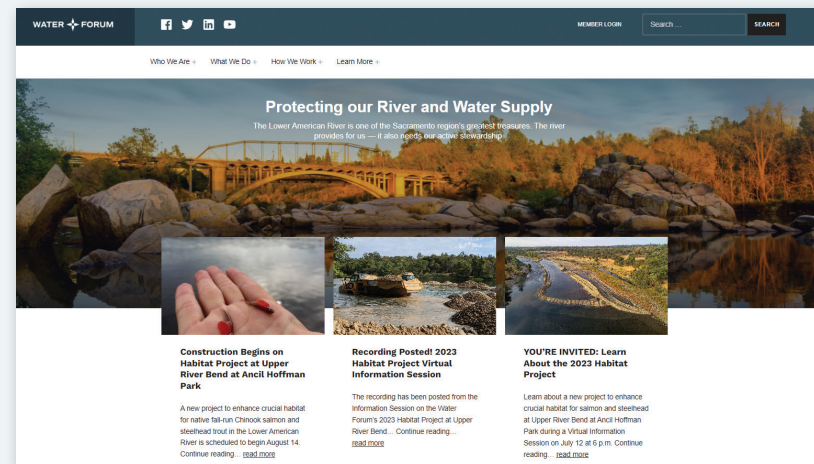 WATER FORUM
MEMBER LOGIN
Search ...
SEARCH
Who We Are +
What We Do +
How We Work +
Learn More +
Protecting our River and Water Supply
The Lower American River is one of the Sacramento region's greatest treasures. The river
provides for us — it also needs our active stewardship.
Construction Begins on
Habitat Project at Upper
River Bend at Ancil Hoffman
Park
A new project to enhance crucial habitat
for native fall-run Chinook salmon and
steelhead trout in the Lower American
River is scheduled to begin August 14.
Continue reading... read more
Recording Posted! 2023
Habitat Project Virtual
Information Session
The recording has been posted from the
Information Session on the Water
Forum's 2023 Habitat Project at Upper
River Bend... Continue reading...
read more
YOU'RE INVITED: Learn
About the 2023 Habitat
Project
Learn about a new project to enhance
crucial habitat for salmon and steelhead
at Upper River Bend at Ancil Hoffman
Park during a Virtual Information
Session on July 12 at 6 p.m. Continue
reading... read more